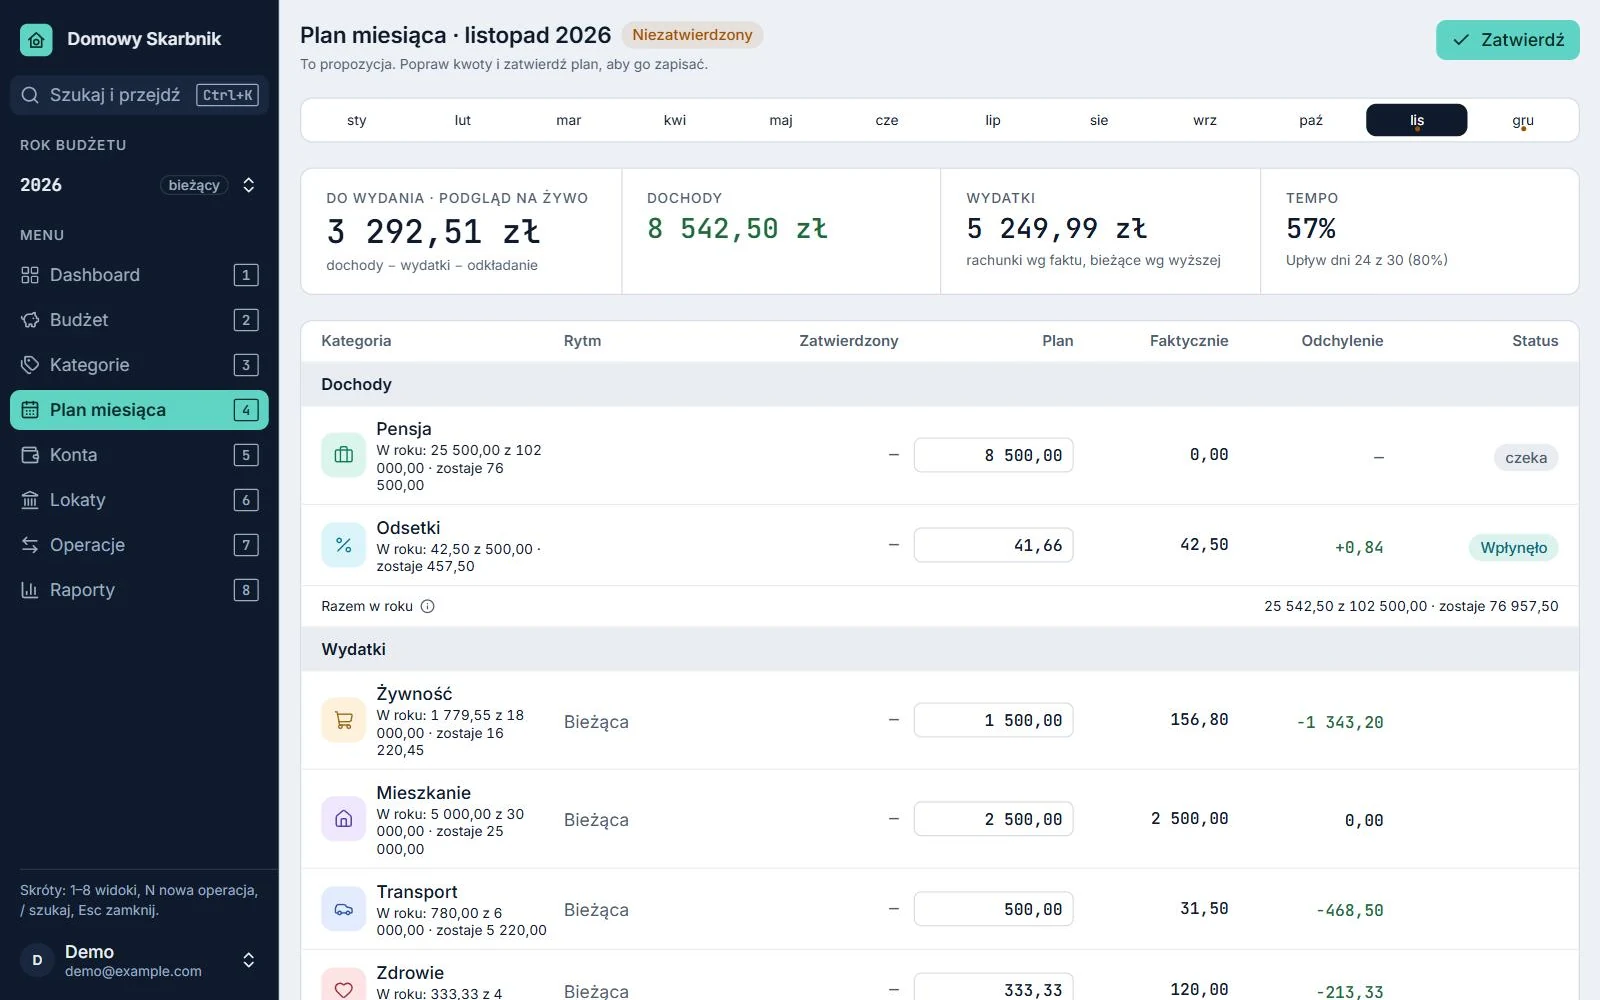 Domowy Skarbnik
Szukaj i przejdź Ctrl+K
ROK BUDŻETU
2026 bieżący
MENU
Dashboard 1
Budżet 2
Kategorie 3
Plan miesiąca 4
Konta 5
Lokaty 6
Operacje 7
Raporty 8
Skróty: 1–8 widoki, N nowa operacja,
/ szukaj, Esc zamknij.
D Demo
demo@example.com
Plan miesiąca · listopad 2026 Niezatwierdzony
To propozycja. Popraw kwoty i zatwierdź plan, aby go zapisać.
Zatwierdź
sty lut mar kwi maj cze lip sie wrz paź lis gru
DO WYDANIA · PODGLĄD NA ŻYWO
3 292,51 zł
dochody – wydatki – odkładanie
DOCHODY
8 542,50 zł
WYDATKI
5 249,99 zł
rachunki wg faktu, bieżące wg wyższej
TEMPO
57%
Upływ dni 24 z 30 (80%)
Kategoria Rytm Zatwierdzony Plan Faktycznie Odchylenie Status
Dochody
Pensja
W roku: 25 500,00 z 102
000,00 · zostaje 76
500,00
– 8 500,00 0,00 – czeka
Odsetki
W roku: 42,50 z 500,00 ·
zostaje 457,50
– 41,66 42,50 +0,84 Wpłynęło
Razem w roku 25 542,50 z 102 500,00 · zostaje 76 957,50
Wydatki
Żywność
W roku: 1 779,55 z 18
000,00 · zostaje 16
220,45
Bieżąca – 1 500,00 156,80 -1 343,20
Mieszkanie
W roku: 5 000,00 z 30
000,00 · zostaje 25
000,00
Bieżąca – 2 500,00 2 500,00 0,00
Transport
W roku: 780,00 z 6
000,00 · zostaje 5 220,00
Bieżąca – 500,00 31,50 -468,50
Zdrowie
W roku: 333,33 z 4
Bieżąca – 333,33 120,00 -213,33